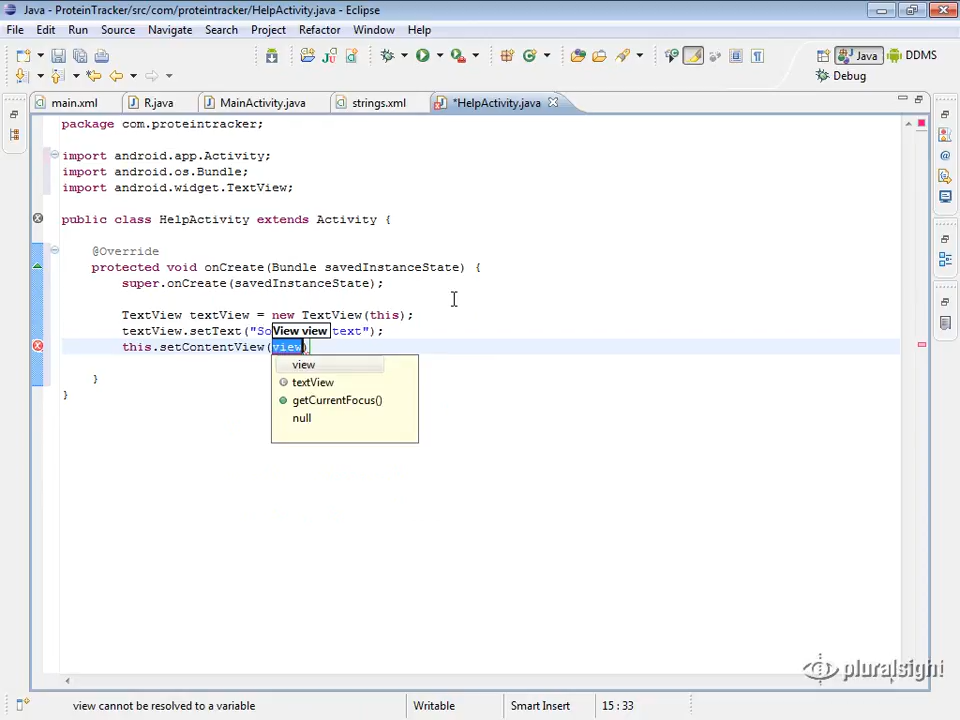 Java - ProteinTracker/src/com/proteintracker/HelpActivity.java - Eclipse
File Edit Run Source Navigate Search Project Refactor Window Help
Java DDMS
Debug
main.xml R.java MainActivity.java strings.xml *HelpActivity.java
package com.proteintracker;
import android.app.Activity;
import android.os.Bundle;
import android.widget.TextView;
public class HelpActivity extends Activity {
@Override
protected void onCreate(Bundle savedInstanceState) {
super.onCreate(savedInstanceState);
TextView textView = new TextView(this);
textView.setText("So View view text");
this.setContentView(view)
view
textView
getCurrentFocus()
null
}
}
pluralsight
view cannot be resolved to a variable Writable Smart Insert 15 : 33